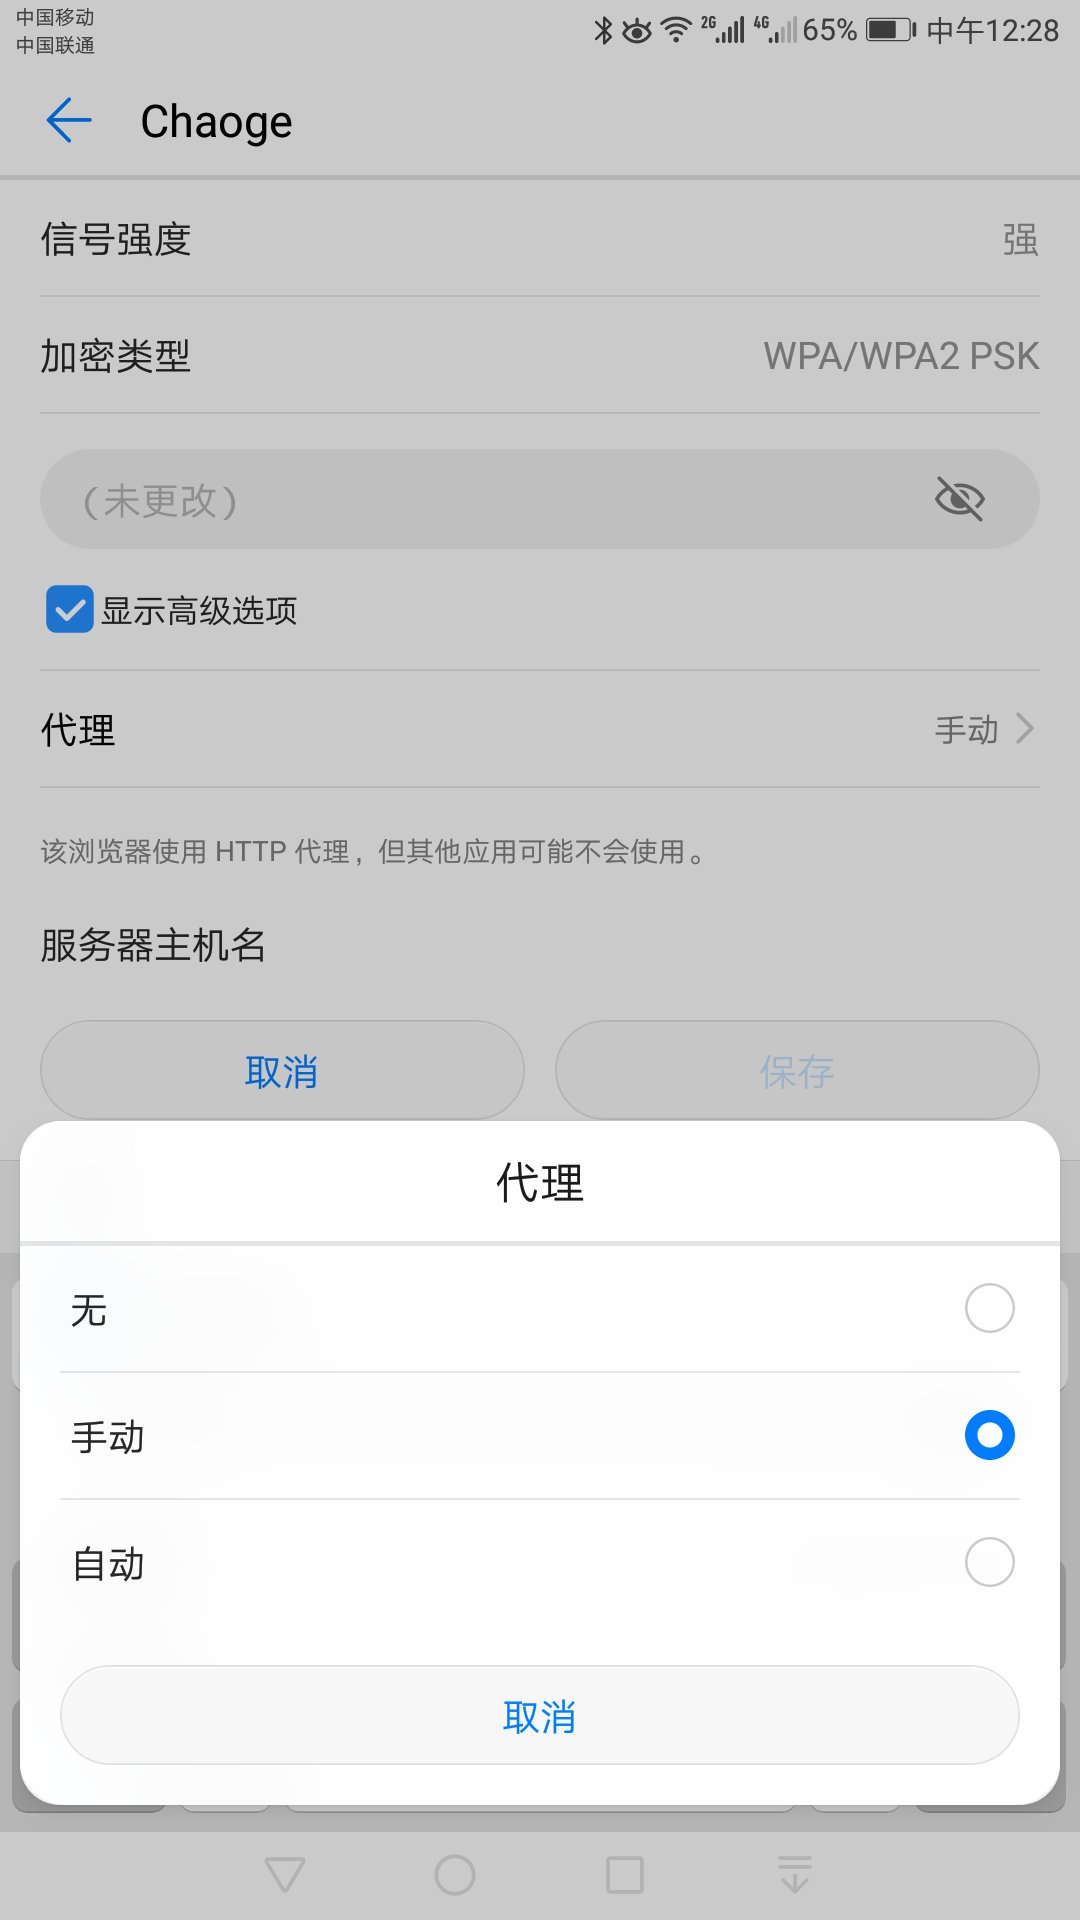 中国移动
中国联通
2G 4G 65% 中午12:28
Chaoge
信号强度 强
加密类型 WPA/WPA2 PSK
（未更改）
显示高级选项
代理 手动
该浏览器使用 HTTP 代理，但其他应用可能不会使用。
服务器主机名
取消 保存
代理
无
手动
自动
取消